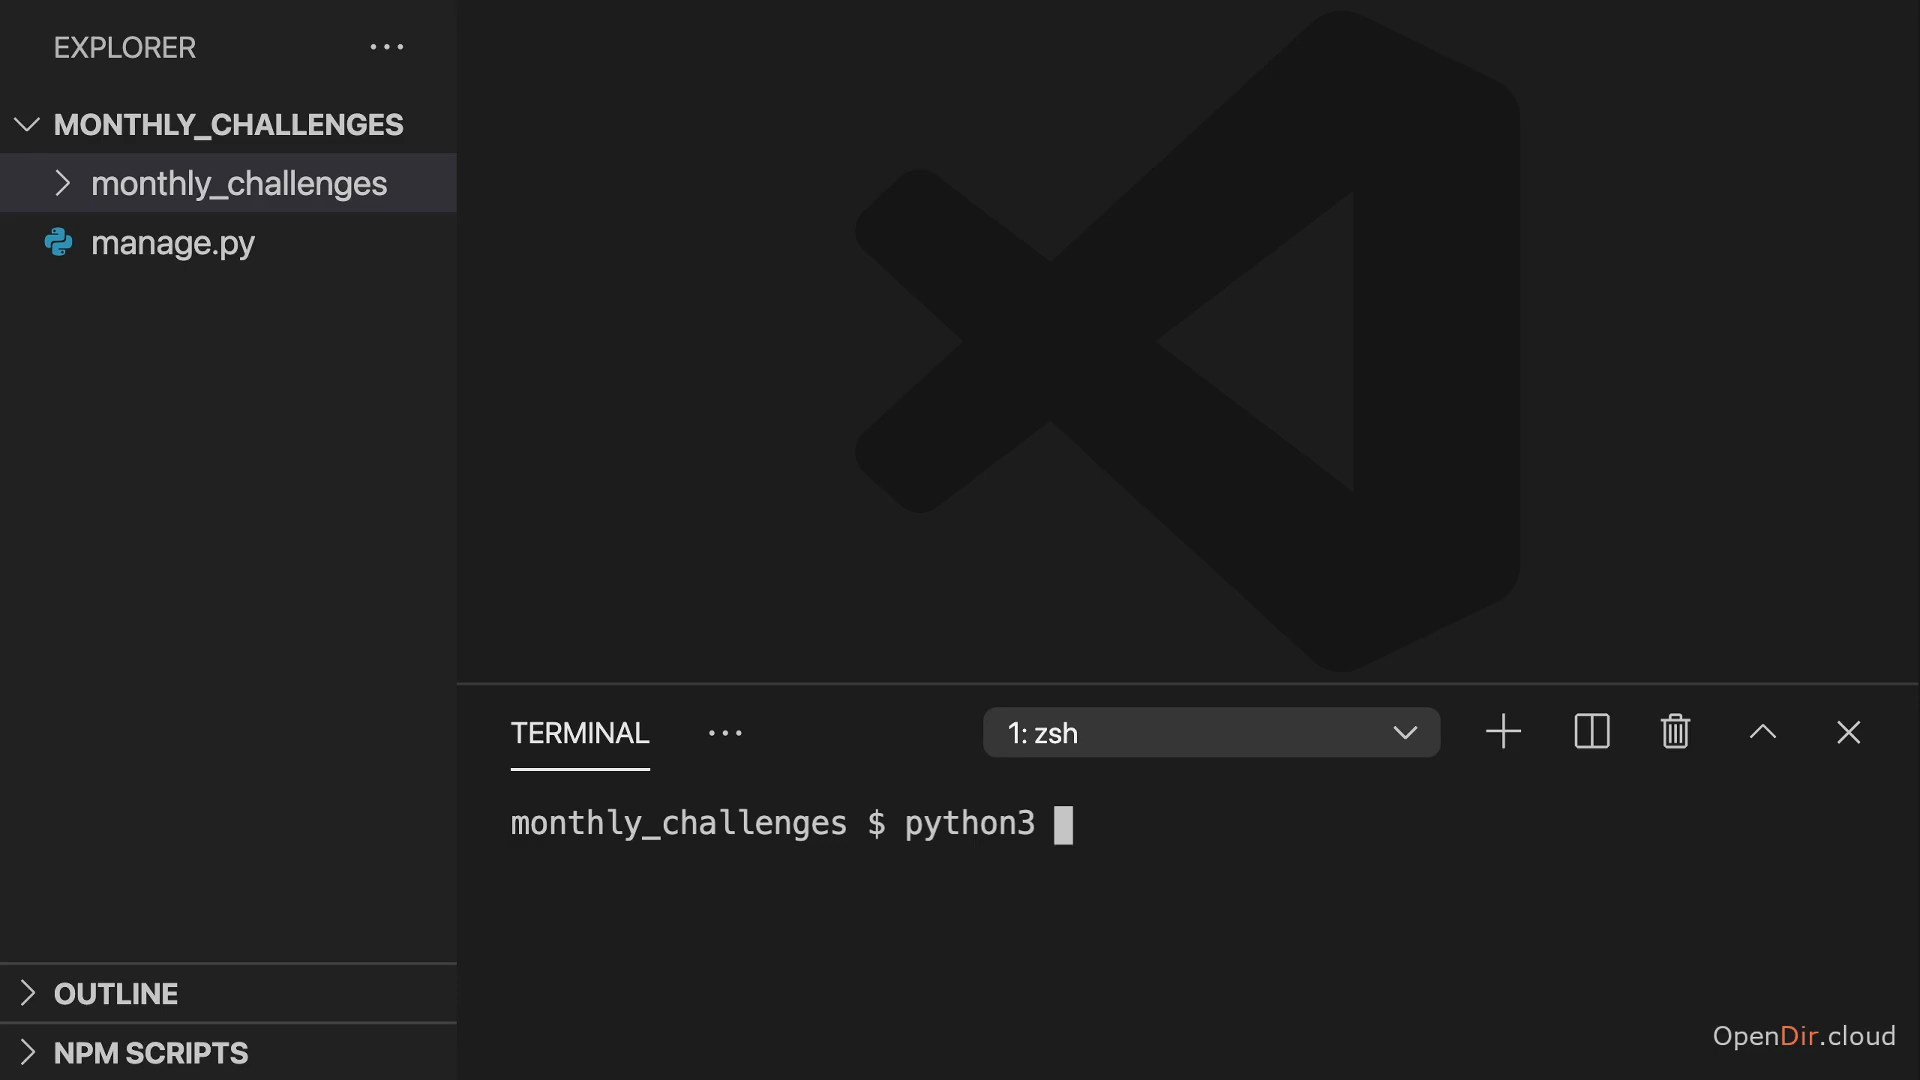 EXPLORER
MONTHLY_CHALLENGES
monthly_challenges
manage.py
OUTLINE
NPM SCRIPTS
TERMINAL
1: zsh
monthly_challenges $ python3
OpenDir.cloud